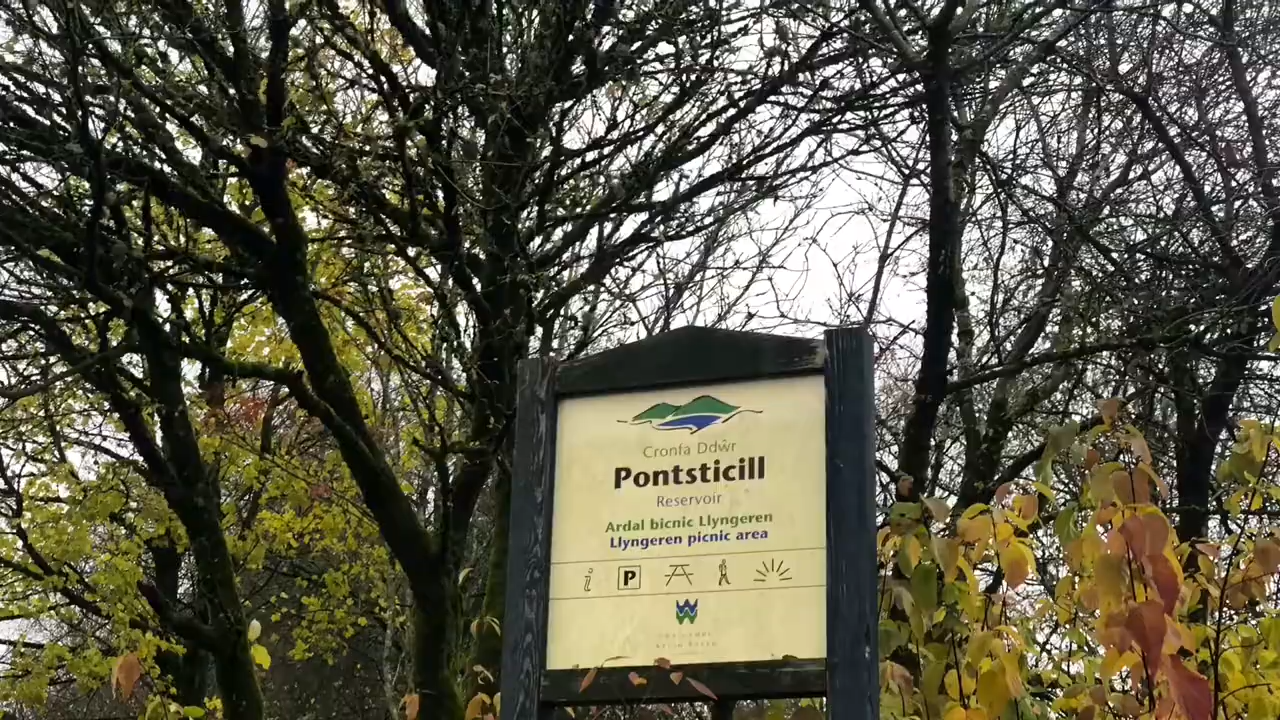 Cronfa Ddŵr
Pontsticill
Reservoir
Ardal bicnic Llyngeren
Llyngeren picnic area
i P